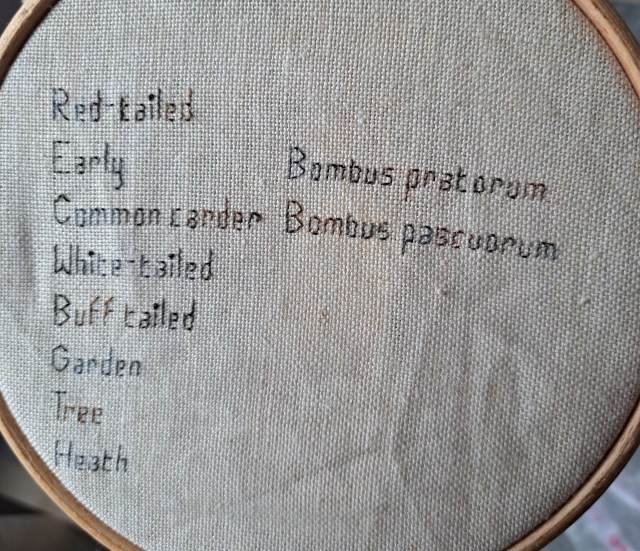 Red-tailed
Early Bombus pratorum
Common carder Bombus pascuorum
White-tailed
Buff tailed
Garden
Tree
Heath